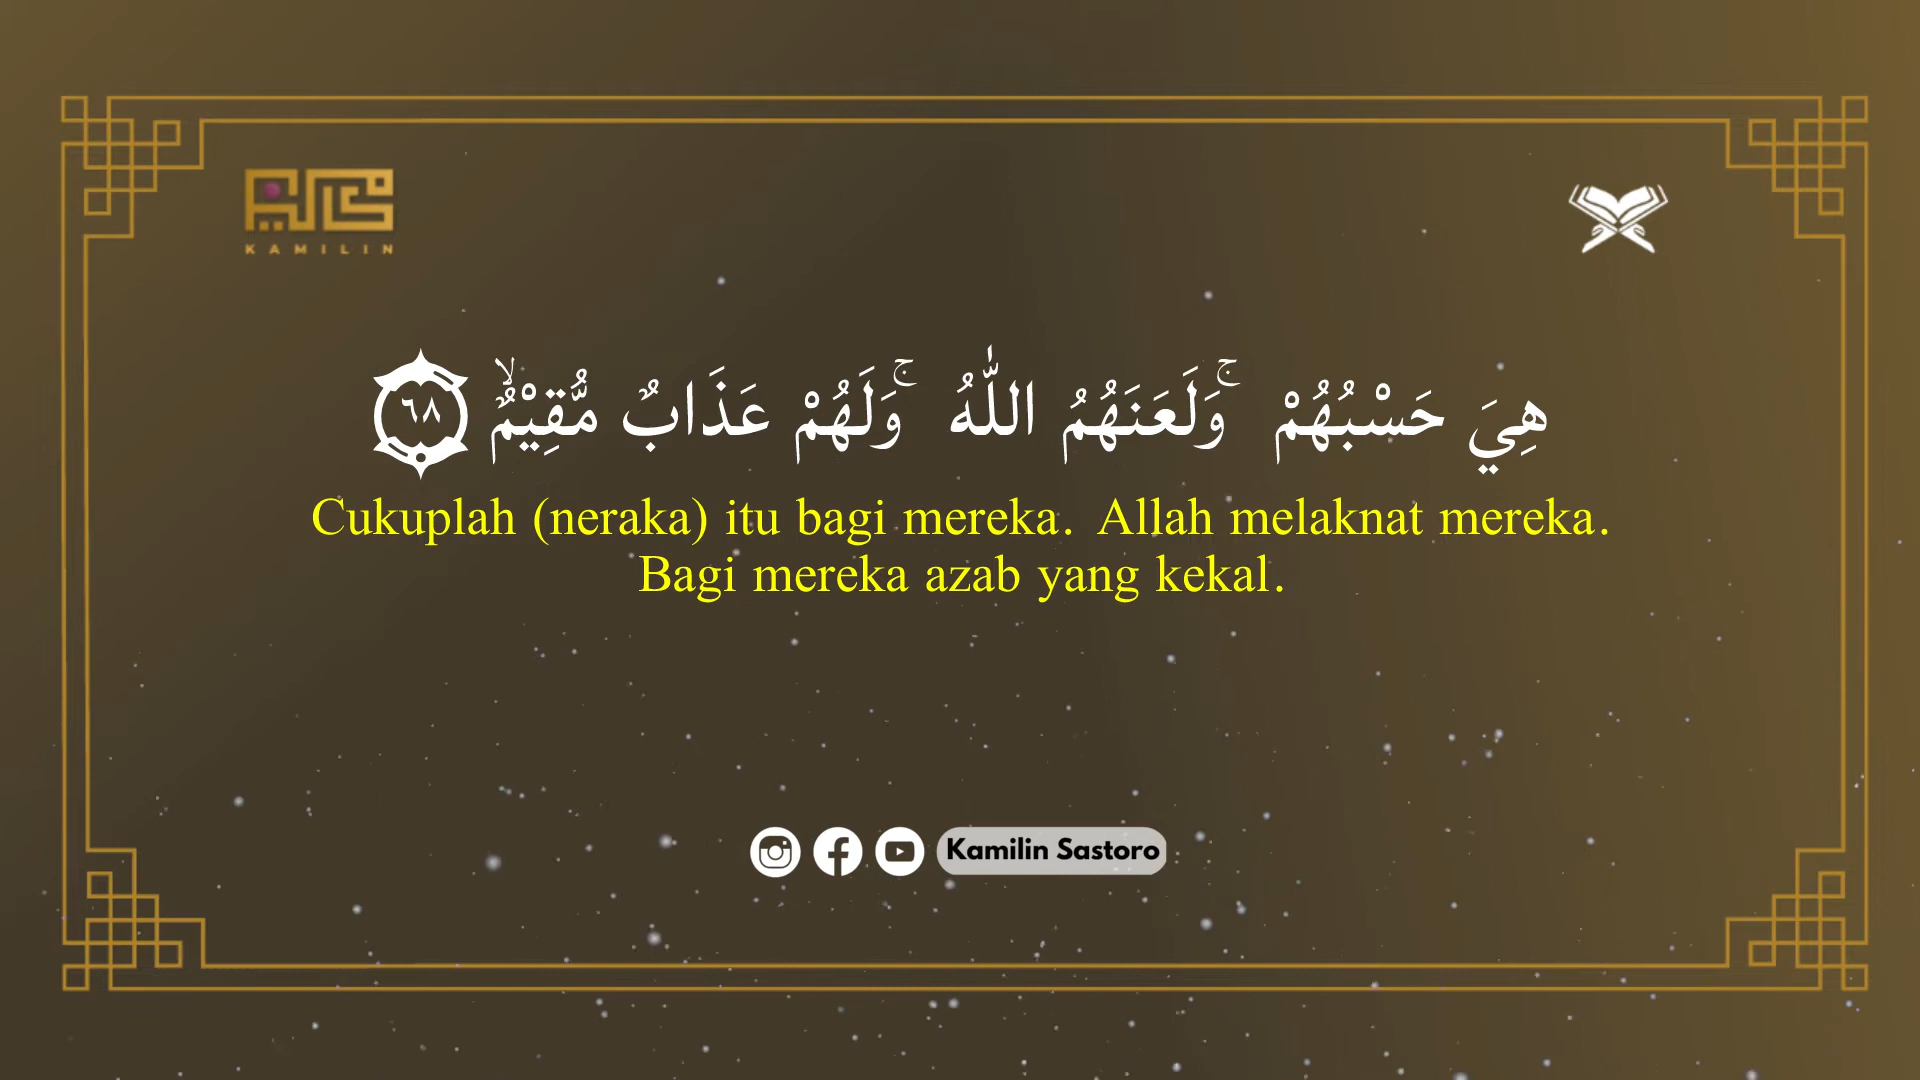 KAMILIN
هِيَ حَسْبُهُمْ ۚوَلَعَنَهُمُ اللّٰهُ ۚوَلَهُمْ عَذَابٌ مُّقِيْمٌۙ ٦٨
Cukuplah (neraka) itu bagi mereka. Allah melaknat mereka.
Bagi mereka azab yang kekal.
Kamilin Sastoro